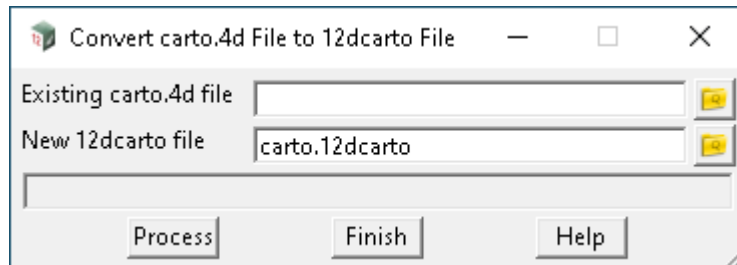 Convert carto.4d File to 12dcarto File
Existing carto.4d file
New 12dcarto file carto.12dcarto
Process Finish Help